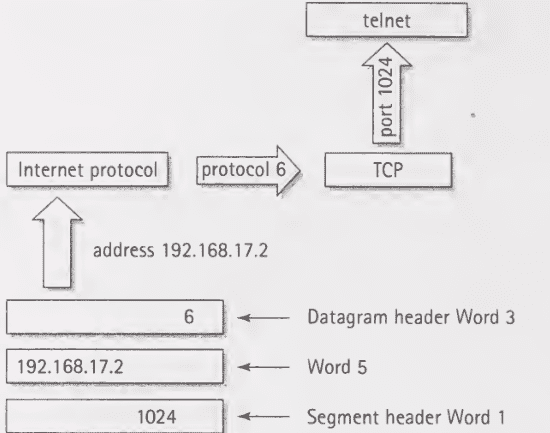 telnet
port 1024
Internet protocol
protocol 6
TCP
address 192.168.17.2
6
Datagram header Word 3
192.168.17.2
Word 5
1024
Segment header Word 1